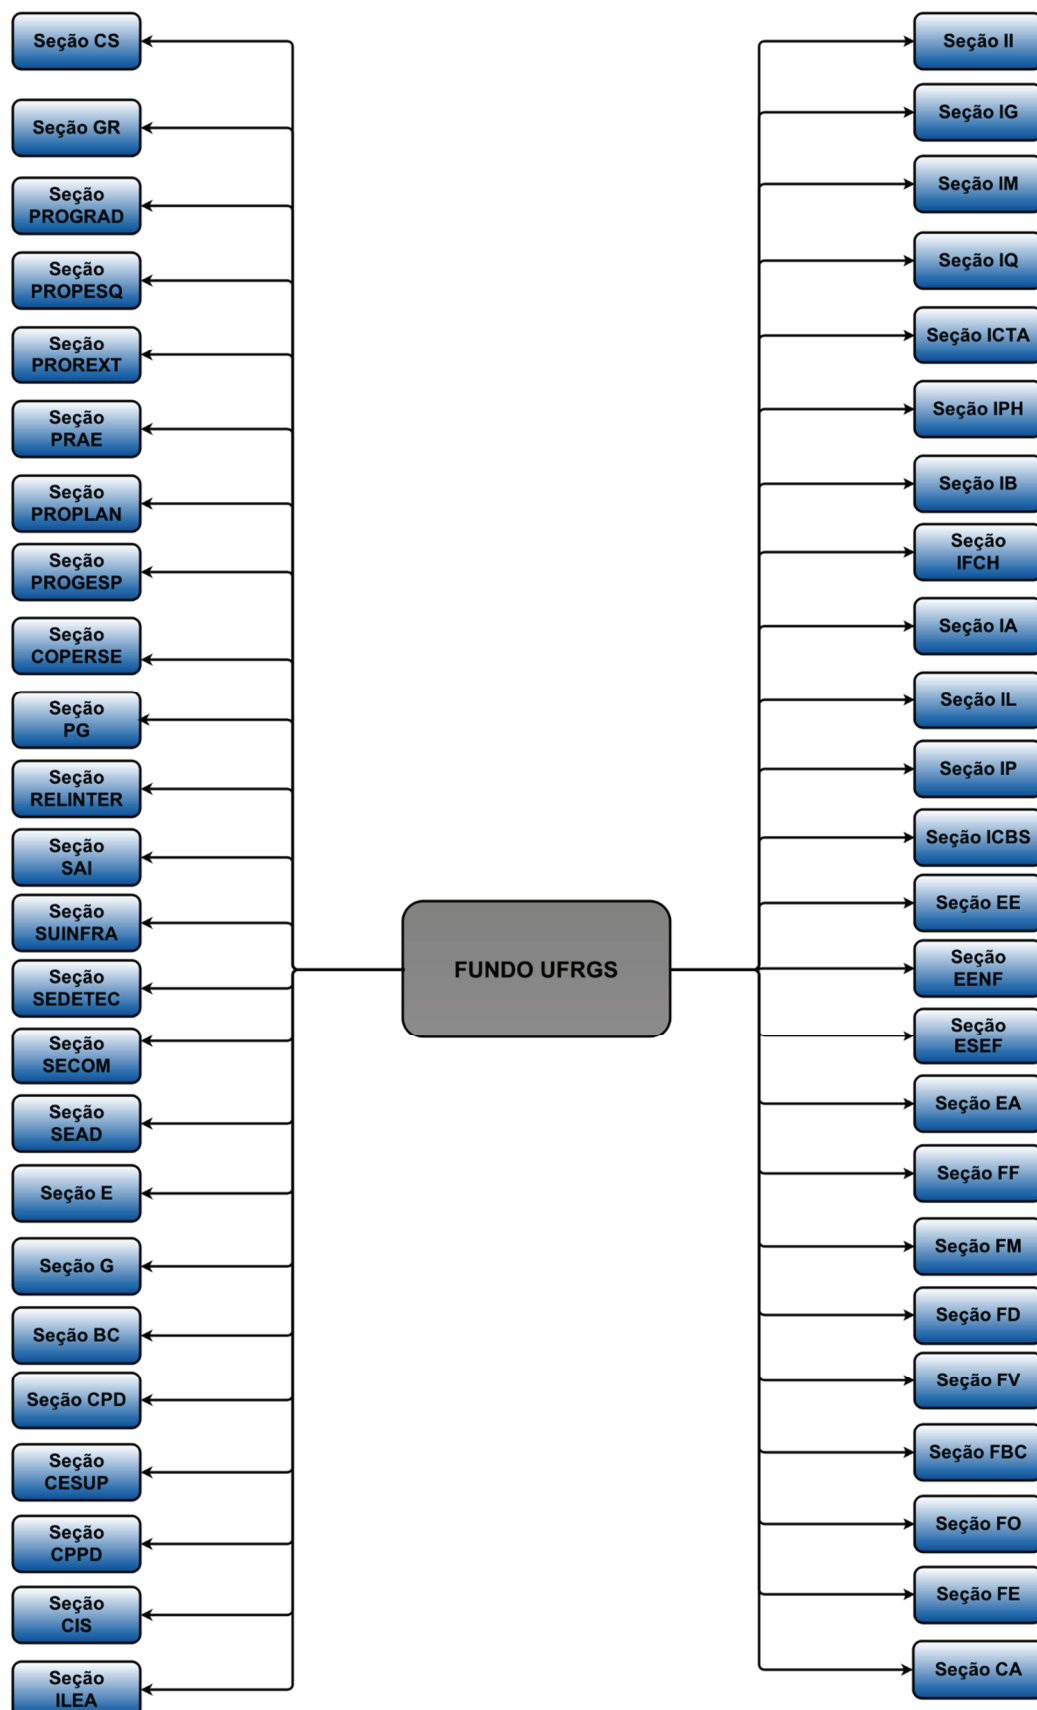 Seção CS
Seção GR
Seção
PROGRAD
Seção
PROPESQ
Seção
PROREXT
Seção
PRAE
Seção
PROPLAN
Seção
PROGESP
Seção
COPERSE
Seção
PG
Seção
RELINTER
Seção
SAI
Seção
SUINFRA
Seção
SEDETEC
Seção
SECOM
Seção
SEAD
Seção E
Seção G
Seção BC
Seção CPD
Seção
CESUP
Seção
CPPD
Seção
CIS
Seção
ILEA
FUNDO UFRGS
Seção II
Seção IG
Seção IM
Seção IQ
Seção ICTA
Seção IPH
Seção IB
Seção
IFCH
Seção IA
Seção IL
Seção IP
Seção ICBS
Seção EE
Seção
EENF
Seção
ESEF
Seção EA
Seção FF
Seção FM
Seção FD
Seção FV
Seção FBC
Seção FO
Seção FE
Seção CA